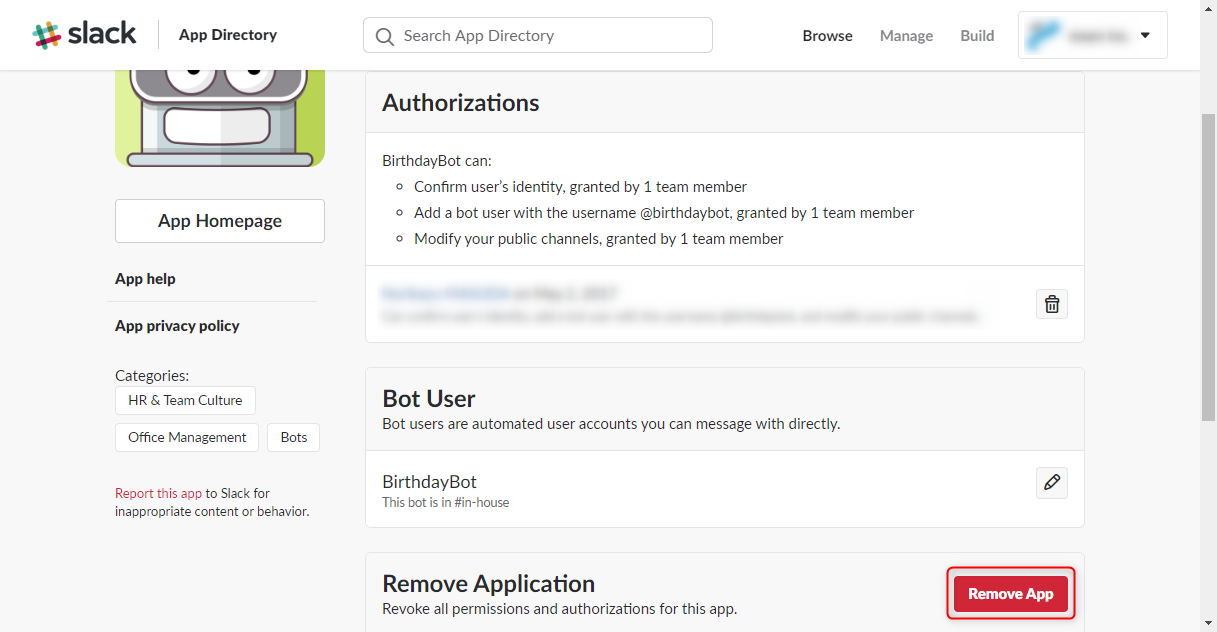 slack
App Directory
Search App Directory
Browse
Manage
Build
App Homepage
App help
App privacy policy
Categories:
HR & Team Culture
Office Management
Bots
Report this app to Slack for
inappropriate content or behavior.
Authorizations
BirthdayBot can:
Confirm user's identity, granted by 1 team member
Add a bot user with the username @birthdaybot, granted by 1 team member
Modify your public channels, granted by 1 team member
Bot User
Bot users are automated user accounts you can message with directly.
BirthdayBot
This bot is in #in-house
Remove Application
Revoke all permissions and authorizations for this app.
Remove App